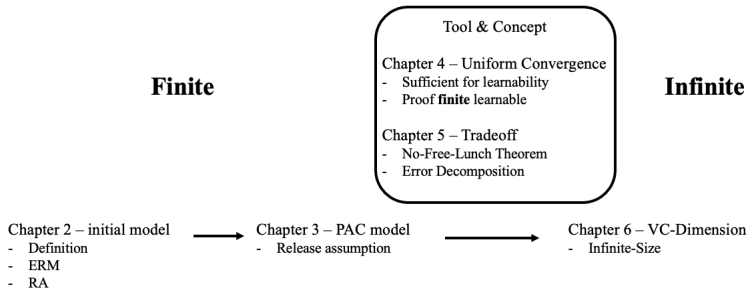 Tool & Concept
Chapter 4 – Uniform Convergence
- Sufficient for learnability
- Proof finite learnable
Chapter 5 – Tradeoff
- No-Free-Lunch Theorem
- Error Decomposition
Finite
Infinite
Chapter 2 – initial model
- Definition
- ERM
- RA
Chapter 3 – PAC model
- Release assumption
Chapter 6 – VC-Dimension
- Infinite-Size